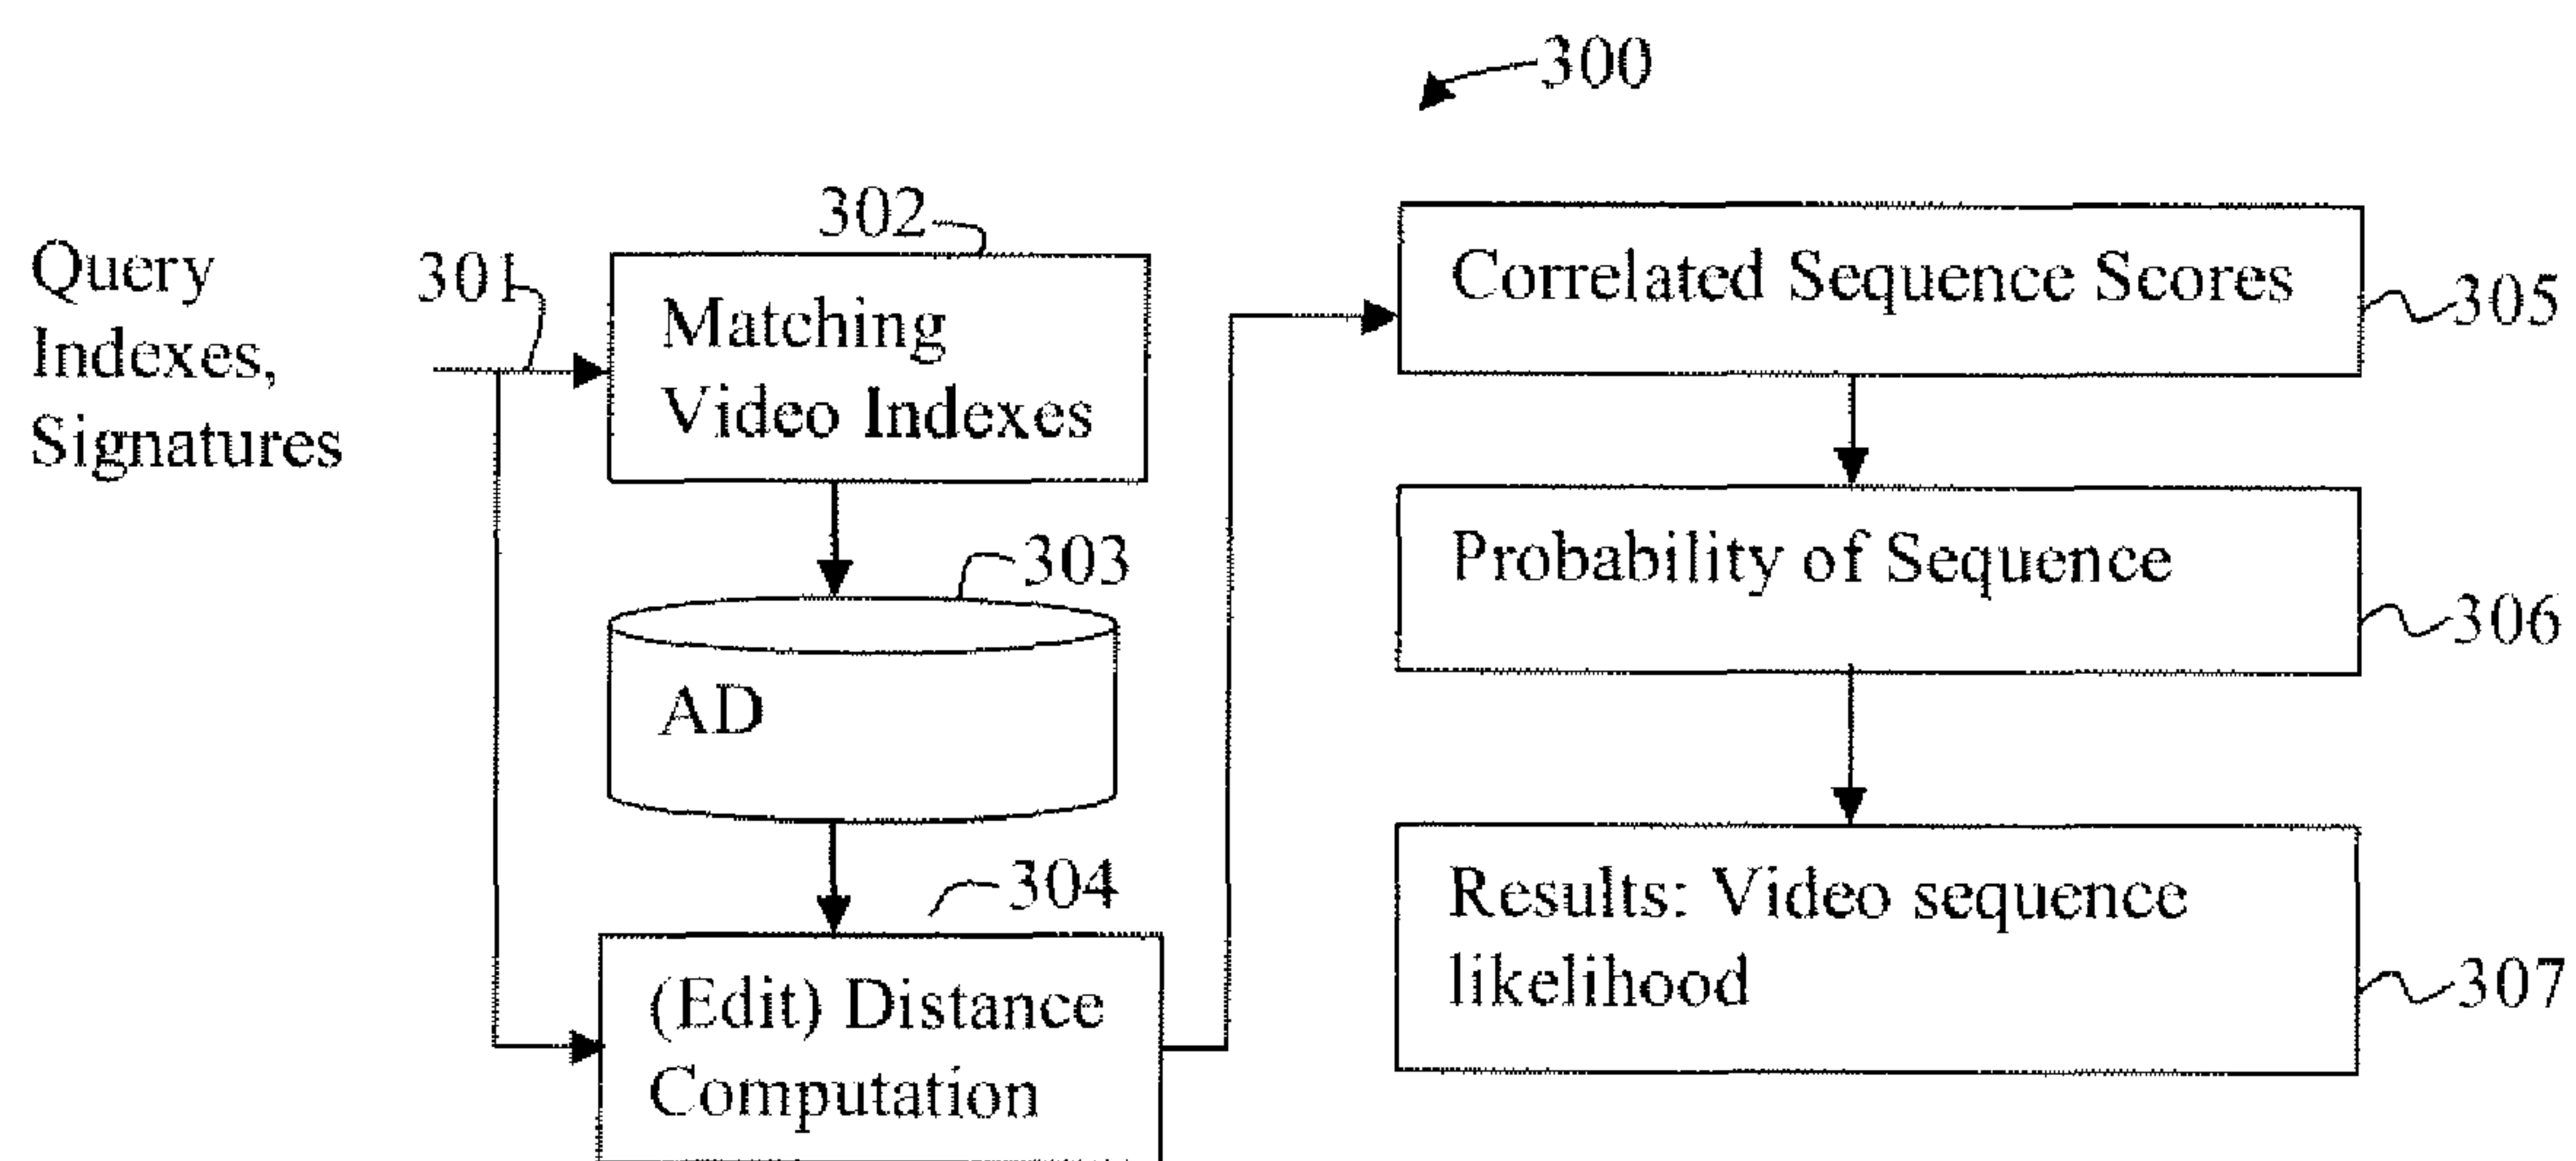 300
Query
Indexes,
Signatures
301
302
Matching
Video Indexes
303
AD
304
(Edit) Distance
Computation
Correlated Sequence Scores
305
Probability of Sequence
306
Results: Video sequence
likelihood
307